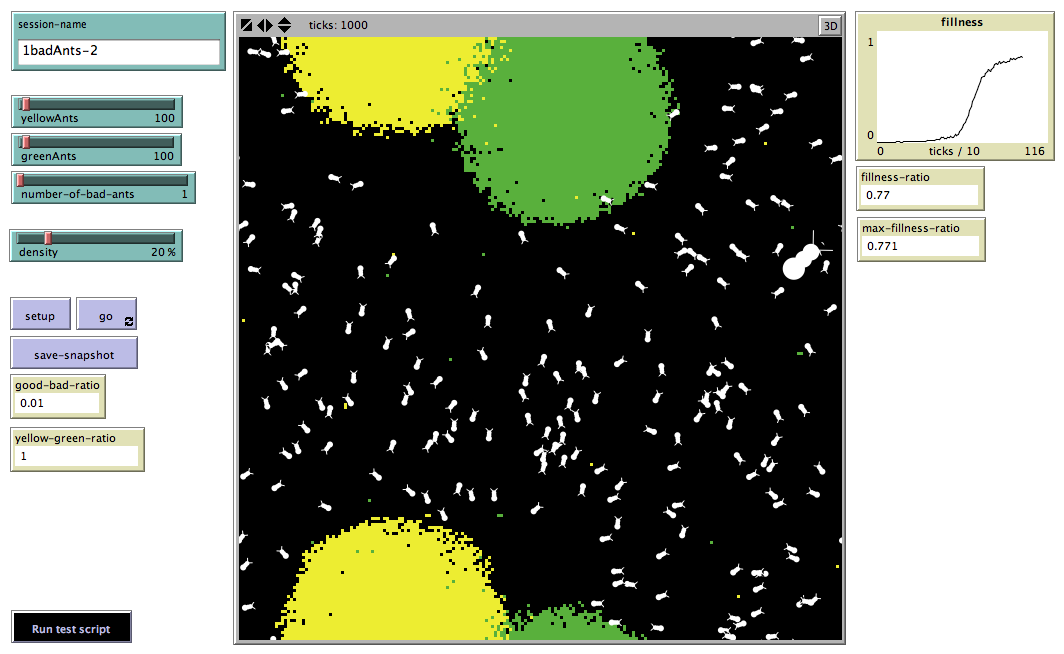 session-name
1badAnts-2
yellowAnts 100
greenAnts 100
number-of-bad-ants 1
density 20 %
setup
go
save-snapshot
good-bad-ratio
0.01
yellow-green-ratio
1
Run test script
ticks: 1000
3D
fillness
1
0
0 ticks / 10 116
fillness-ratio
0.77
max-fillness-ratio
0.771